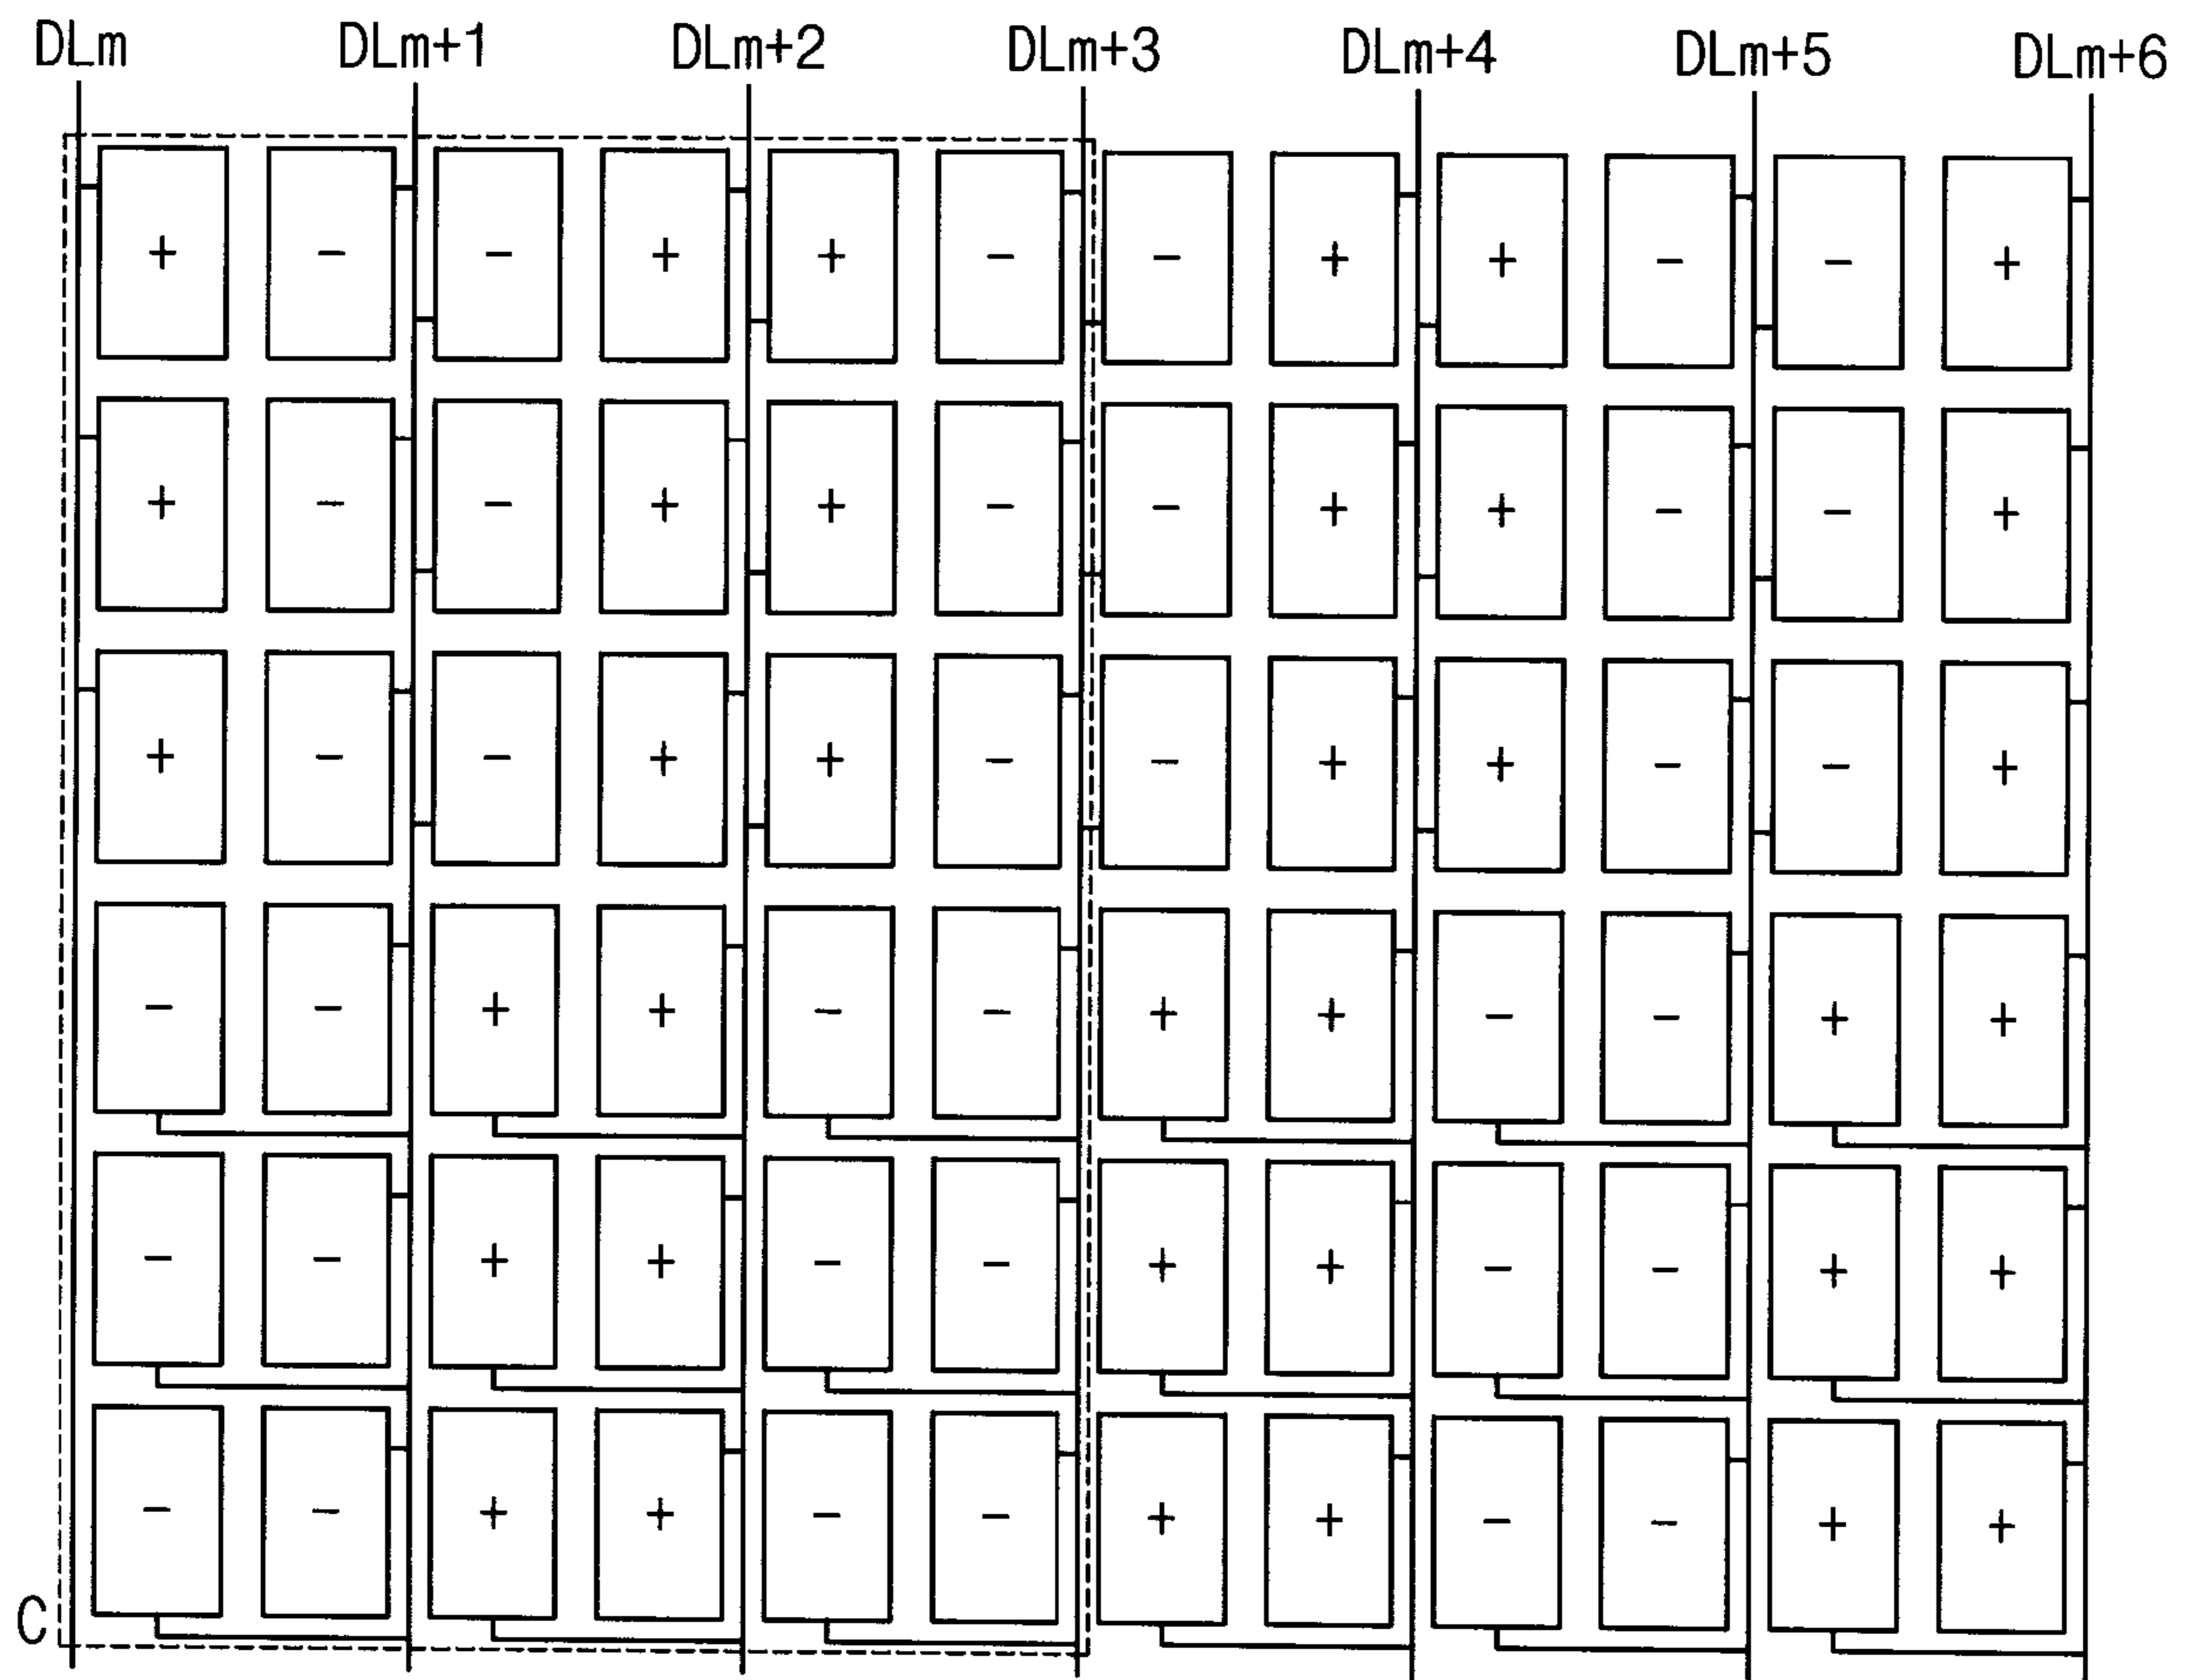 DLm DLm+1 DLm+2 DLm+3 DLm+4 DLm+5 DLm+6
+ − − + + − − + + − − +
+ − − + + − − + + − − +
+ − − + + − − + + − − +
− − + + − − + + − − + +
− − + + − − + + − − + +
− − + + − − + + − − + +
C